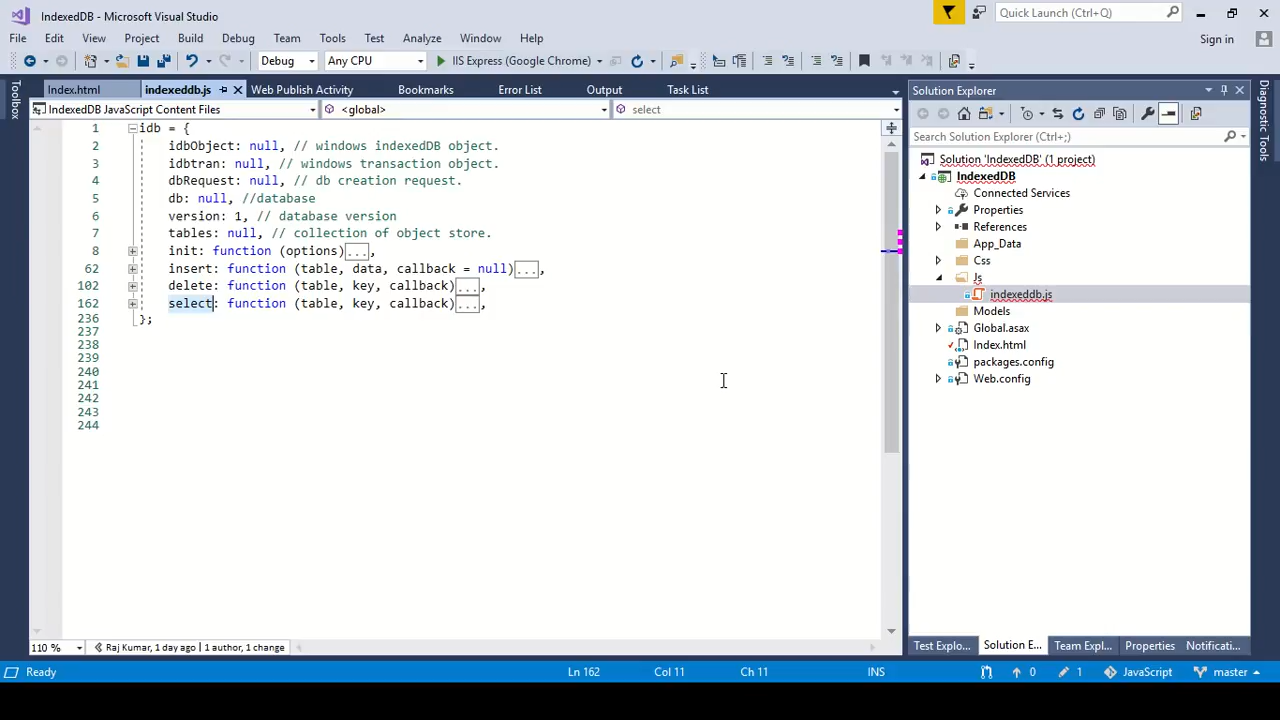 IndexedDB - Microsoft Visual Studio
Quick Launch (Ctrl+Q)
File Edit View Project Build Debug Team Tools Test Analyze Window Help
Sign in
Debug Any CPU IIS Express (Google Chrome)
Toolbox
Index.html indexeddb.js Web Publish Activity Bookmarks Error List Output Task List
IndexedDB JavaScript Content Files <global> select
1 idb = {
2 idbObject: null, // windows indexedDB object.
3 idbtran: null, // windows transaction object.
4 dbRequest: null, // db creation request.
5 db: null, //database
6 version: 1, // database version
7 tables: null, // collection of object store.
8 init: function (options)...,
62 insert: function (table, data, callback = null)...,
102 delete: function (table, key, callback)...,
162 select: function (table, key, callback)...,
236 };
237
238
239
240
241
242
243
244
110 % Raj Kumar, 1 day ago | 1 author, 1 change
Solution Explorer
Search Solution Explorer (Ctrl+;)
Solution 'IndexedDB' (1 project)
IndexedDB
Connected Services
Properties
References
App_Data
Css
Js
indexeddb.js
Models
Global.asax
Index.html
packages.config
Web.config
Test Explo... Solution E... Team Expl... Properties Notificati...
Diagnostic Tools
Ready Ln 162 Col 11 Ch 11 INS 0 1 JavaScript master